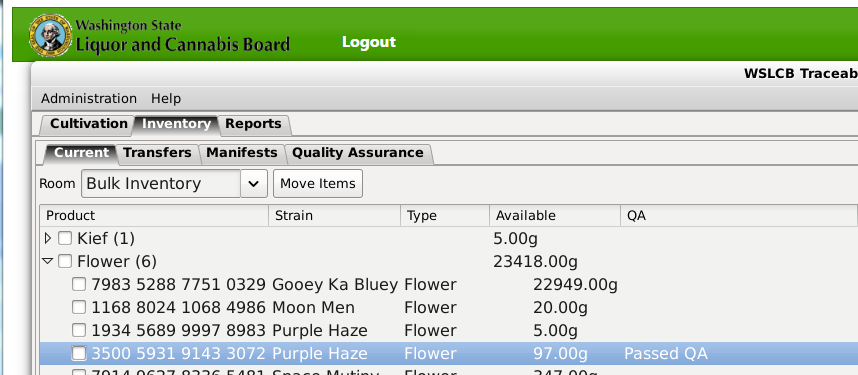 Washington State
Liquor and Cannabis Board
Logout
WSLCB Traceab
Administration Help
Cultivation Inventory Reports
Current Transfers Manifests Quality Assurance
Room Bulk Inventory Move Items
Product Strain Type Available QA
Kief (1) 5.00g
Flower (6) 23418.00g
7983 5288 7751 0329 Gooey Ka Bluey Flower 22949.00g
1168 8024 1068 4986 Moon Men Flower 20.00g
1934 5689 9997 8983 Purple Haze Flower 5.00g
3500 5931 9143 3072 Purple Haze Flower 97.00g Passed QA
7914 9627 8336 5481 Space Mutiny Flower 347.00g